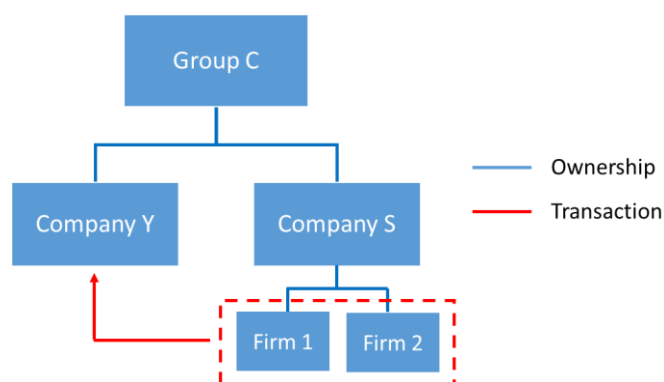 Group C
Company Y
Company S
Ownership
Transaction
Firm 1
Firm 2